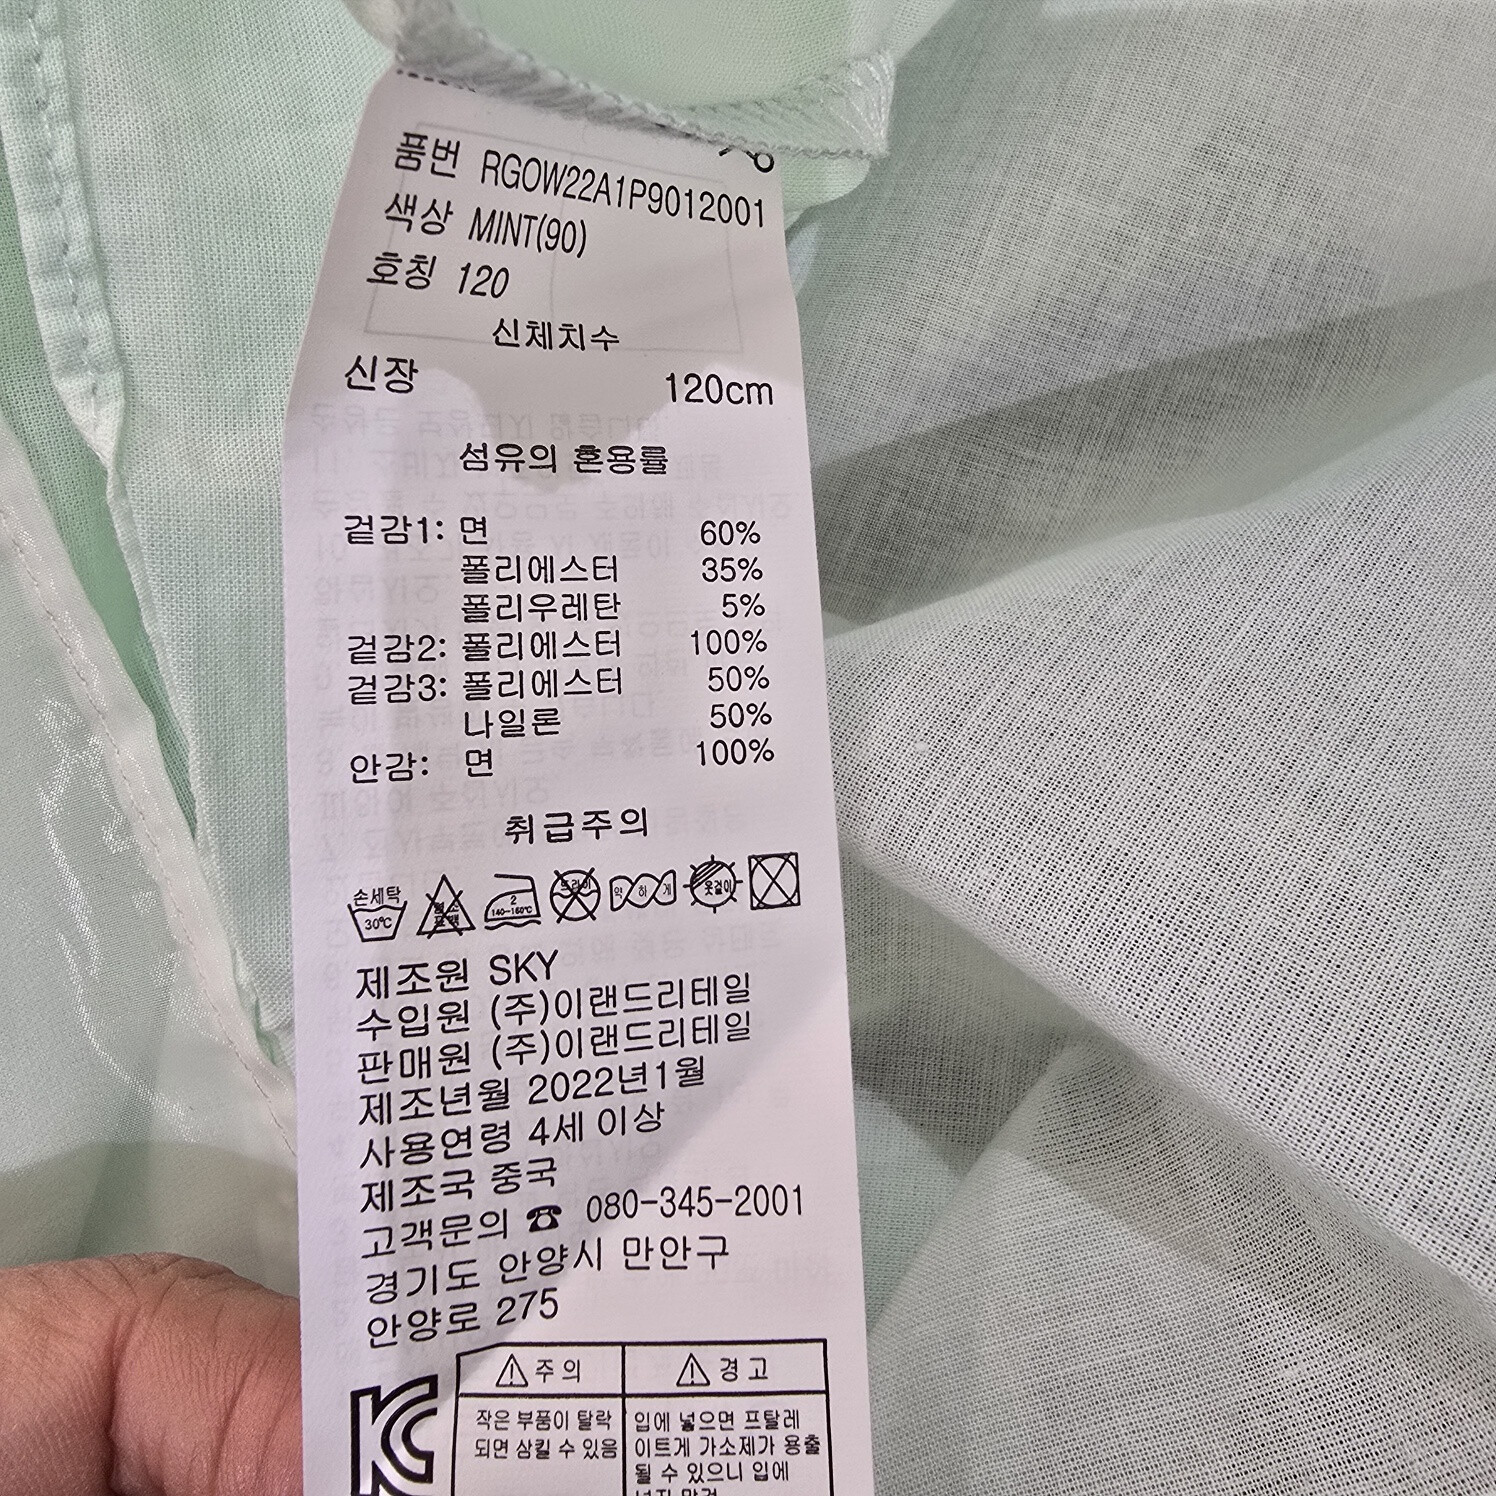 품번 RGOW22A1P9012001
색상 MINT(90)
호칭 120
신체치수
신장 120cm
섬유의 혼용률
겉감1: 면 60%
폴리에스터 35%
폴리우레탄 5%
겉감2: 폴리에스터 100%
겉감3: 폴리에스터 50%
나일론 50%
안감: 면 100%
취급주의
손세탁 30℃ 염소표백 2 140~160℃ 드라이 약하게 옷걸이
제조원 SKY
수입원 (주)이랜드리테일
판매원 (주)이랜드리테일
제조년월 2022년1월
사용연령 4세 이상
제조국 중국
고객문의 ☎ 080-345-2001
경기도 안양시 만안구
안양로 275
주의
작은 부품이 탈락
되면 삼킬 수 있음
경고
입에 넣으면 프탈레
이트계 가소제가 용출
될 수 있으니 입에